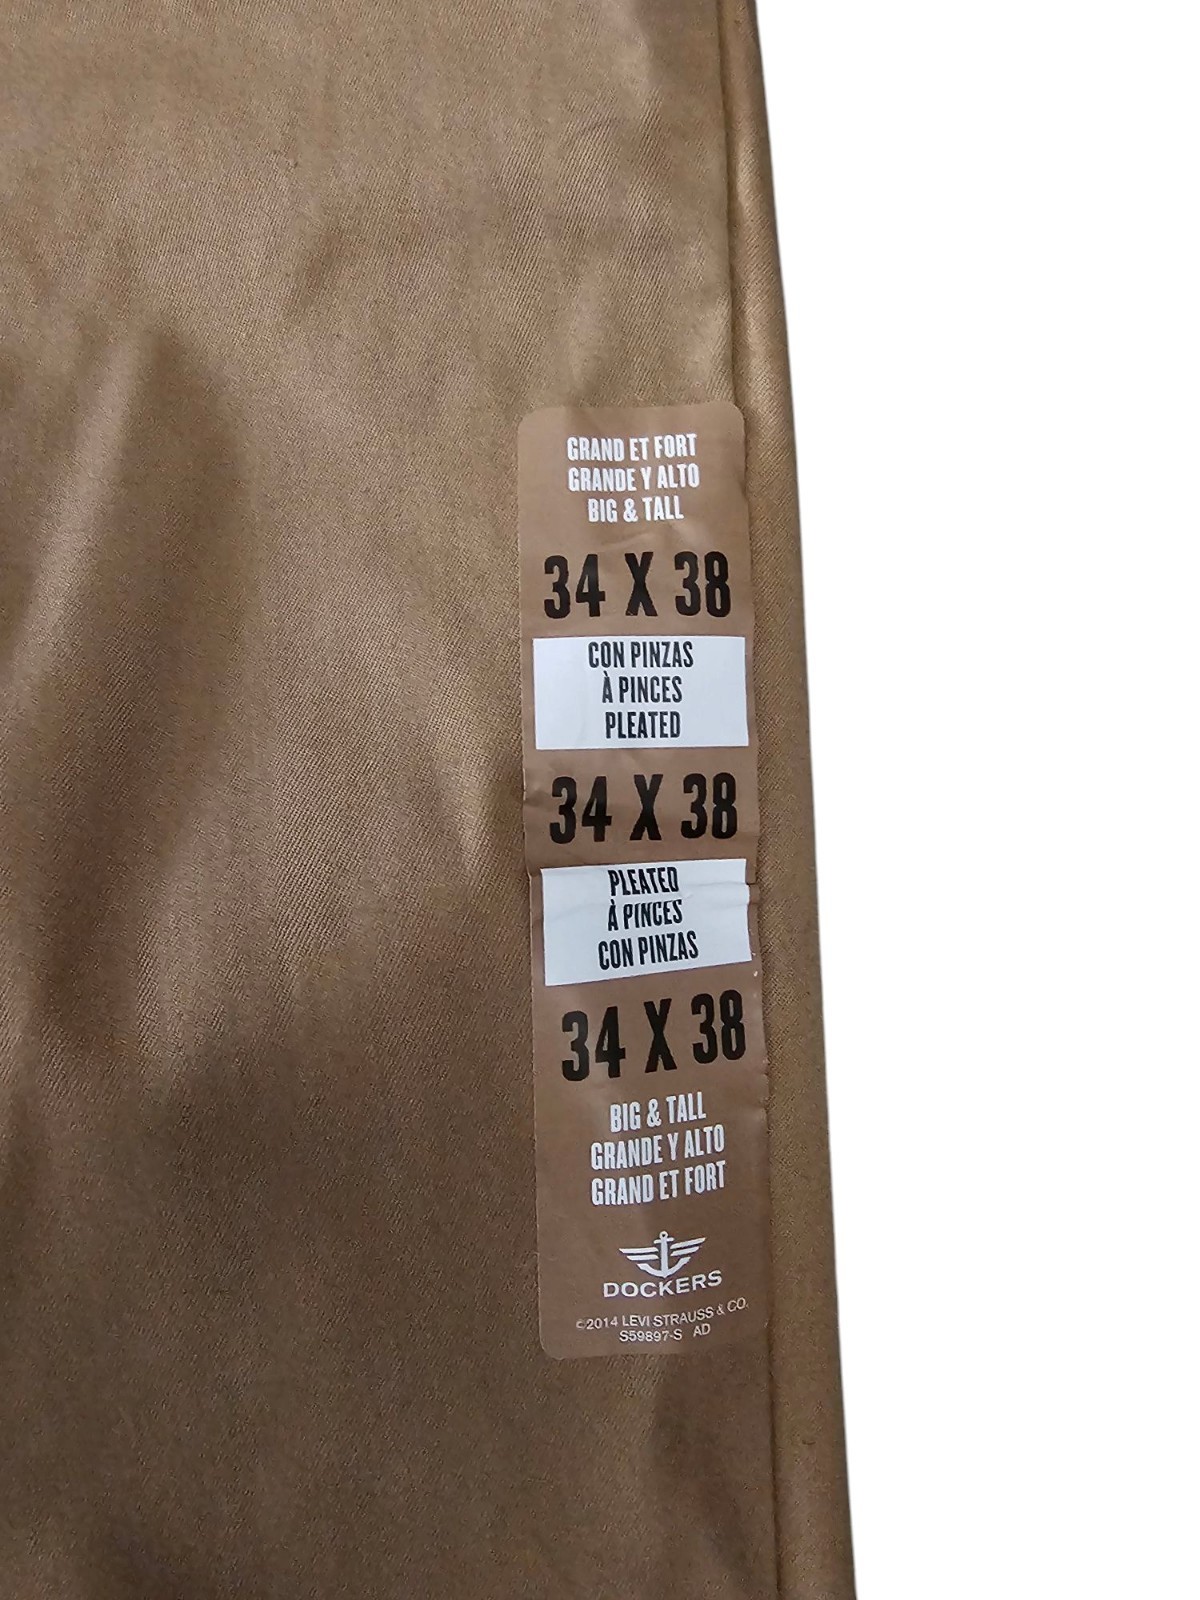 GRAND ET FORT
GRANDE Y ALTO
BIG & TALL
34 X 38
CON PINZAS
À PINCES
PLEATED
34 X 38
PLEATED
À PINCES
CON PINZAS
34 X 38
BIG & TALL
GRANDE Y ALTO
GRAND ET FORT
DOCKERS
©2014 LEVI STRAUSS & CO.
S59897-S AD